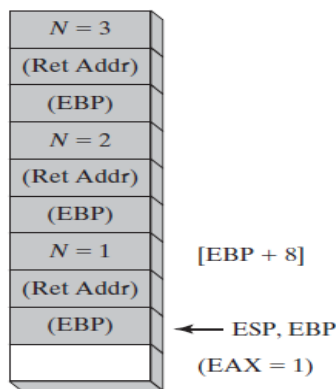 N = 3
(Ret Addr)
(EBP)
N = 2
(Ret Addr)
(EBP)
N = 1 [EBP + 8]
(Ret Addr)
(EBP) ESP, EBP
(EAX = 1)